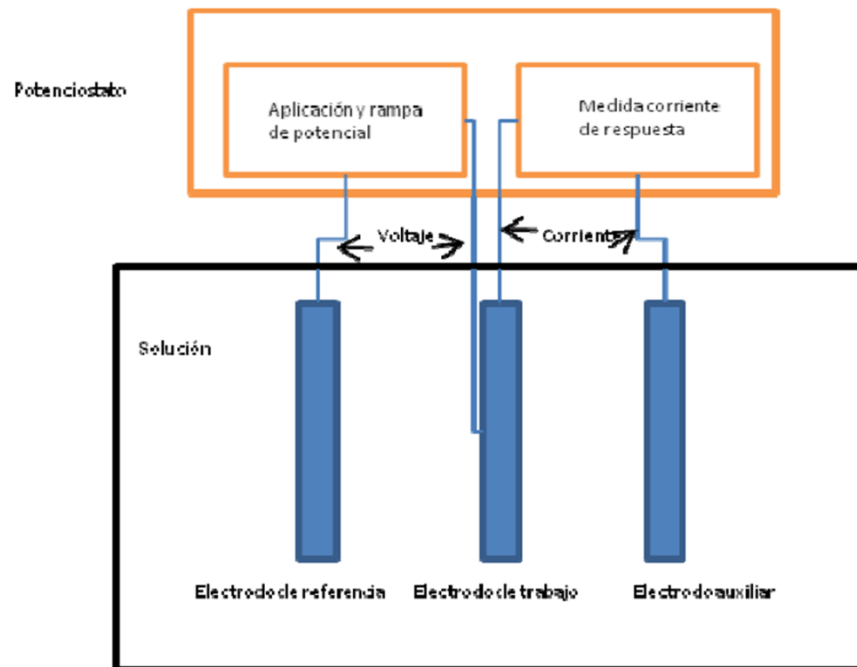 Potenciostato
Aplicación y rampa
de potencial
Medida corriente
de respuesta
Voltaje
Corriente
Solución
Electrodo de referencia
Electrodo de trabajo
Electrodo auxiliar